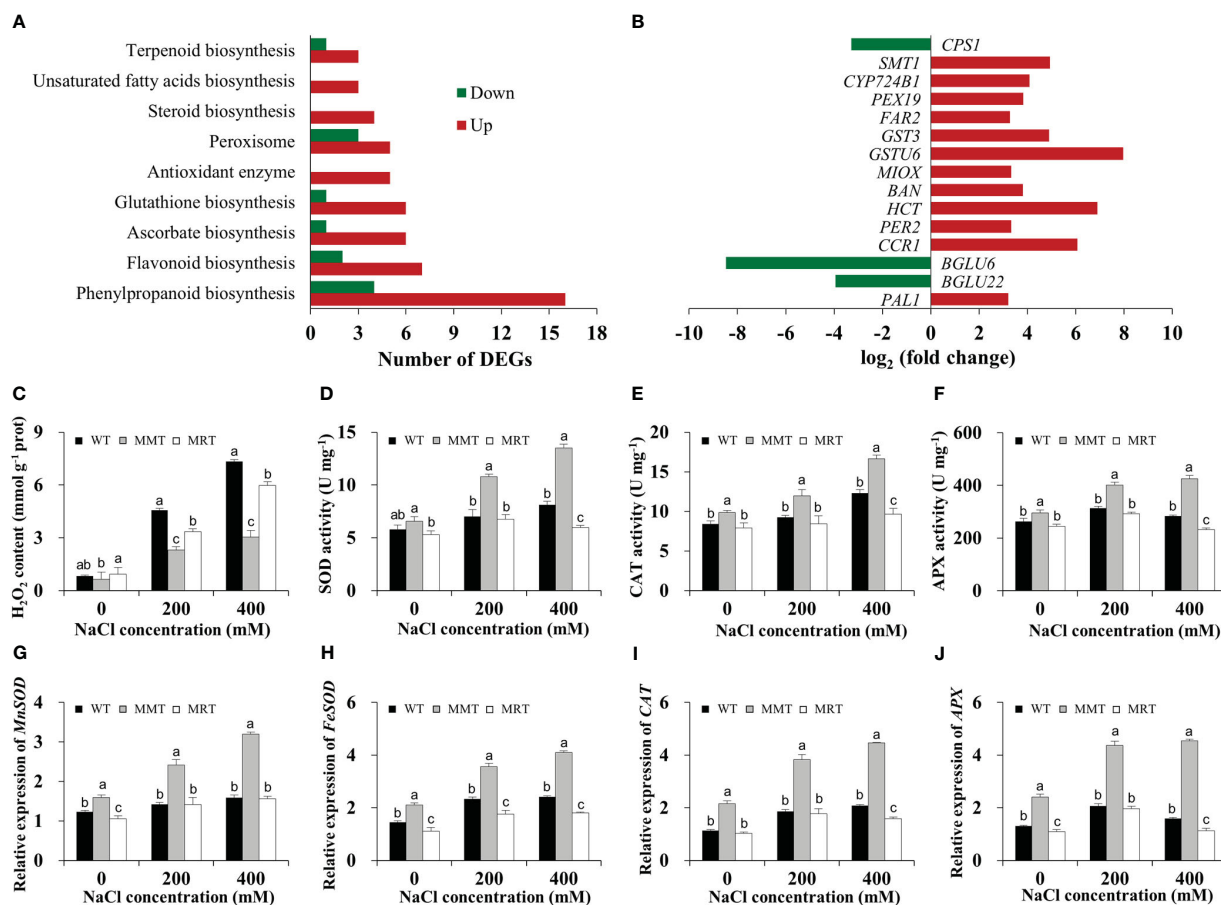 A
Terpenoid biosynthesis
Unsaturated fatty acids biosynthesis
Steroid biosynthesis
Peroxisome
Antioxidant enzyme
Glutathione biosynthesis
Ascorbate biosynthesis
Flavonoid biosynthesis
Phenylpropanoid biosynthesis
Down
Up
0 3 6 9 12 15 18
Number of DEGs
B
CPS1
SMT1
CYP724B1
PEX19
FAR2
GST3
GSTU6
MIOX
BAN
HCT
PER2
CCR1
BGLU6
BGLU22
PAL1
-10 -8 -6 -4 -2 0 2 4 6 8 10
log₂ (fold change)
C
H₂O₂ content (mmol g⁻¹ prot)
9
6
3
0
WT MMT MRT
ab b a
a c b
a c b
0 200 400
NaCl concentration (mM)
D
SOD activity (U mg⁻¹)
15
10
5
0
WT MMT MRT
ab a b
b a b
b a c
0 200 400
NaCl concentration (mM)
E
CAT activity (U mg⁻¹)
20
15
10
5
0
WT MMT MRT
b a b
b a b
b a c
0 200 400
NaCl concentration (mM)
F
APX activity (U mg⁻¹)
600
400
200
0
WT MMT MRT
b a b
b a b
b a c
0 200 400
NaCl concentration (mM)
G
Relative expression of MnSOD
4
3
2
1
0
WT MMT MRT
b a c
b a b
b a b
0 200 400
NaCl concentration (mM)
H
Relative expression of FeSOD
6
4
2
0
WT MMT MRT
b a c
b a c
b a c
0 200 400
NaCl concentration (mM)
I
Relative expression of CAT
6
4
2
0
WT MMT MRT
b a b
b a b
b a c
0 200 400
NaCl concentration (mM)
J
Relative expression of APX
6
4
2
0
WT MMT MRT
b a c
b a b
b a c
0 200 400
NaCl concentration (mM)